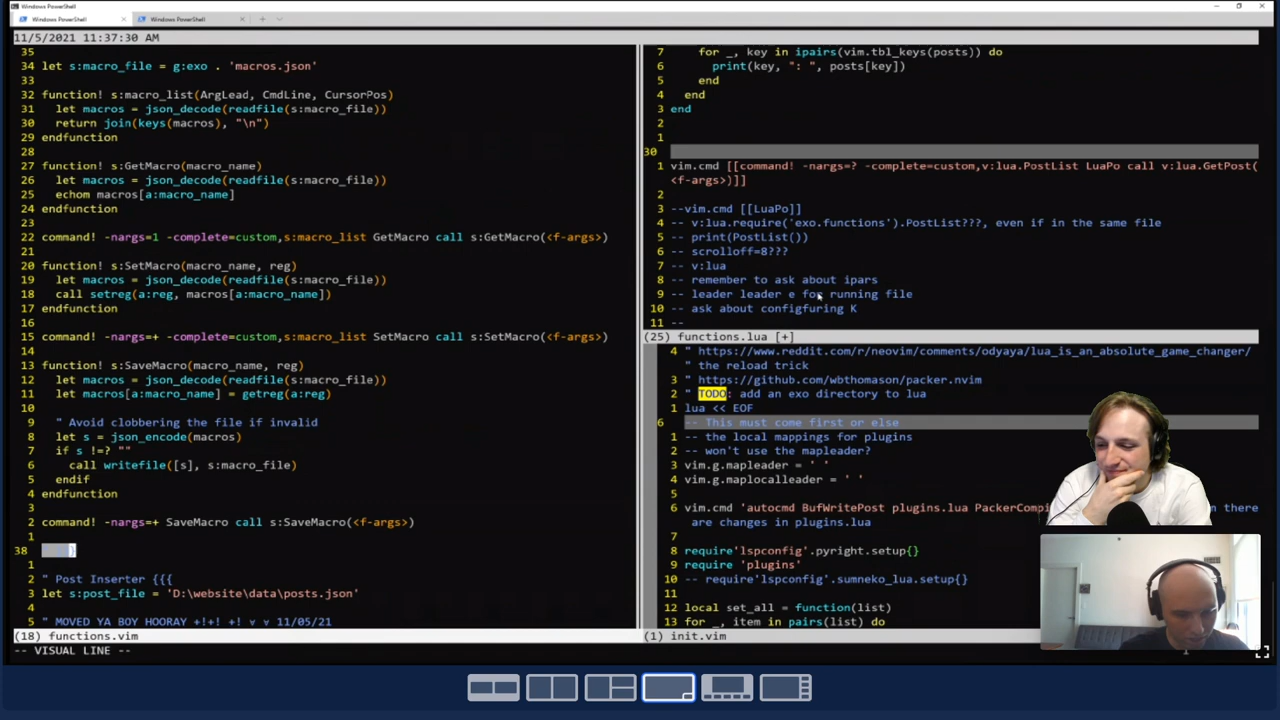 Windows PowerShell
Windows PowerShell
Windows PowerShell
11/5/2021 11:37:30 AM
35
34 let s:macro_file = g:exo . 'macros.json'
33
32 function! s:macro_list(ArgLead, CmdLine, CursorPos)
31 let macros = json_decode(readfile(s:macro_file))
30 return join(keys(macros), "\n")
29 endfunction
28
27 function! s:GetMacro(macro_name)
26 let macros = json_decode(readfile(s:macro_file))
25 echom macros[a:macro_name]
24 endfunction
23
22 command! -nargs=1 -complete=custom,s:macro_list GetMacro call s:GetMacro(<f-args>)
21
20 function! s:SetMacro(macro_name, reg)
19 let macros = json_decode(readfile(s:macro_file))
18 call setreg(a:reg, macros[a:macro_name])
17 endfunction
16
15 command! -nargs=+ -complete=custom,s:macro_list SetMacro call s:SetMacro(<f-args>)
14
13 function! s:SaveMacro(macro_name, reg)
12 let macros = json_decode(readfile(s:macro_file))
11 let macros[a:macro_name] = getreg(a:reg)
10
9 " Avoid clobbering the file if invalid
8 let s = json_encode(macros)
7 if s !=? ""
6 call writefile([s], s:macro_file)
5 endif
4 endfunction
3
2 command! -nargs=+ SaveMacro call s:SaveMacro(<f-args>)
1
38
1
2 " Post Inserter {{{
3 let s:post_file = 'D:\website\data\posts.json'
4
5 " MOVED YA BOY HOORAY +!+! +! v v 11/05/21
(18) functions.vim
-- VISUAL LINE --
7 for _, key in ipairs(vim.tbl_keys(posts)) do
6 print(key, ": ", posts[key])
5 end
4 end
3 end
2
1
30
1 vim.cmd [[command! -nargs=? -complete=custom,v:lua.PostList LuaPo call v:lua.GetPost(
<f-args>)]]
2
3 --vim.cmd [[LuaPo]]
4 -- v:lua.require('exo.functions').PostList???, even if in the same file
5 -- print(PostList())
6 -- scrolloff=8???
7 -- v:lua
8 -- remember to ask about ipars
9 -- leader leader e for running file
10 -- ask about configfuring K
11 --
(25) functions.lua [+]
4 " https://www.reddit.com/r/neovim/comments/odyaya/lua_is_an_absolute_game_changer/
" the reload trick
3 " https://github.com/wbthomason/packer.nvim
2 " TODO: add an exo directory to lua
1 lua << EOF
6 -- This must come first or else
1 -- the local mappings for plugins
2 -- won't use the mapleader?
3 vim.g.mapleader = ' '
4 vim.g.maplocalleader = ' '
5
6 vim.cmd 'autocmd BufWritePost plugins.lua PackerCompi n there
are changes in plugins.lua
7
8 require'lspconfig'.pyright.setup{}
9 require 'plugins'
10 -- require'lspconfig'.sumneko_lua.setup{}
11
12 local set_all = function(list)
13 for _, item in pairs(list) do
(1) init.vim